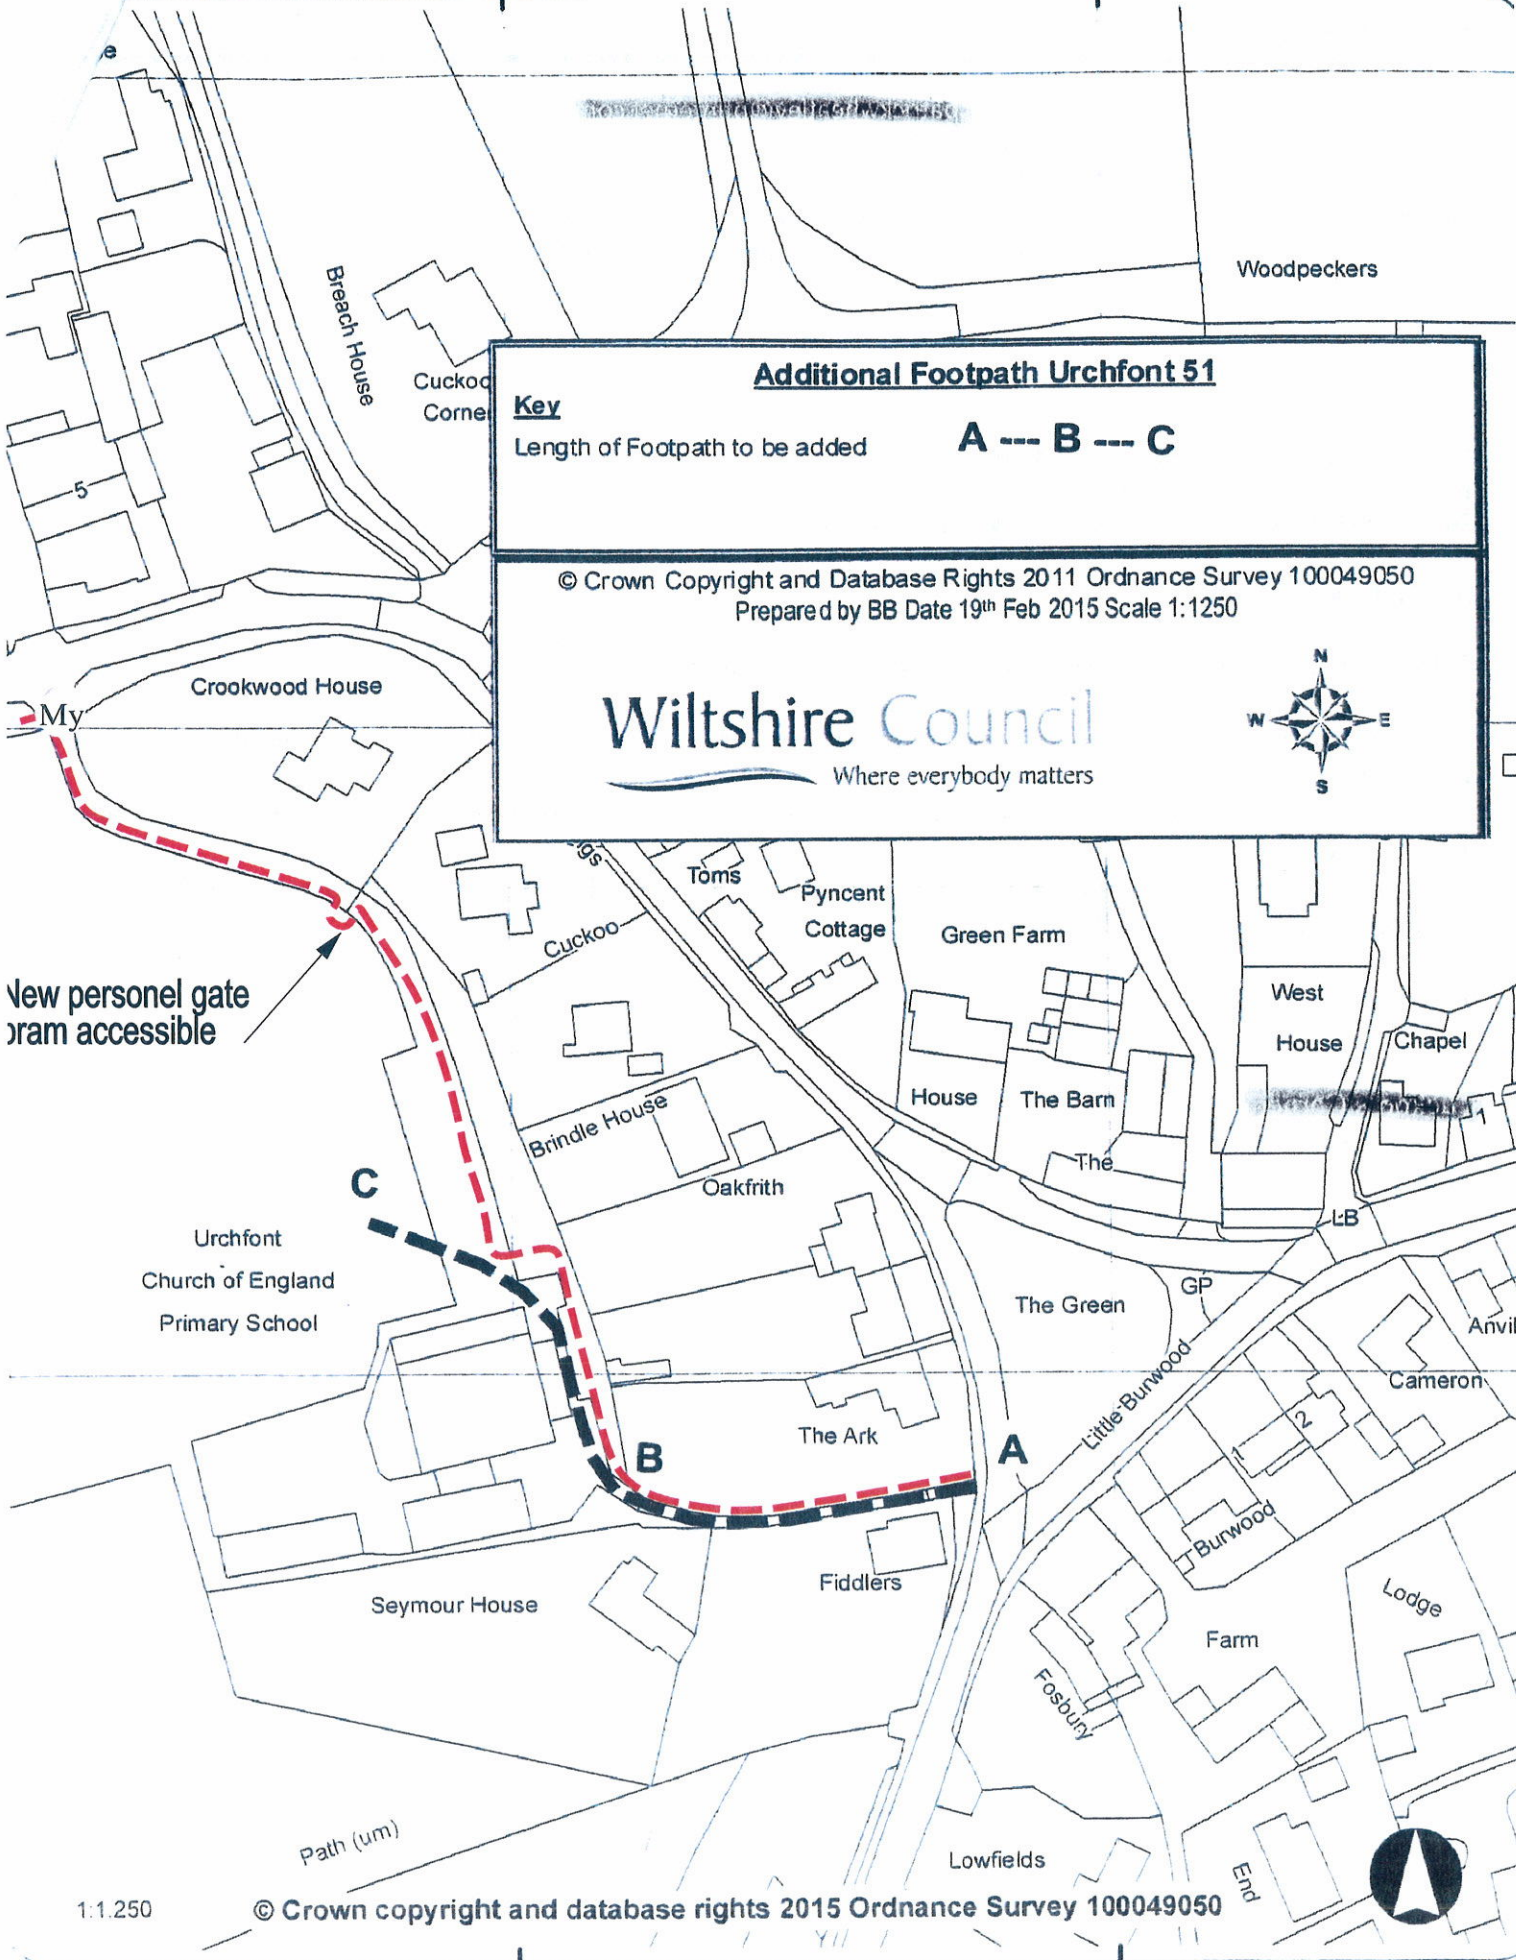 e
Woodpeckers
Breach House
Cuckoo
Corne
Additional Footpath Urchfont 51
Key
Length of Footpath to be added
A --- B --- C
5
© Crown Copyright and Database Rights 2011 Ordnance Survey 100049050
Prepared by BB Date 19th Feb 2015 Scale 1:1250
N
W
E
S
Wiltshire Council
Where everybody matters
Crookwood House
My
Toms
Pyncent
Cottage
Cuckoo
Green Farm
New personel gate
pram accessible
West
House
Chapel
1
House
The Barn
The
Brindle House
Oakfrith
C
Urchfont
Church of England
Primary School
LB
GP
The Green
Anvil
Little Burwood
Cameron
The Ark
B
A
1
2
Burwood
Fiddlers
Seymour House
Lodge
Farm
Fosbury
Path (um)
Lowfields
End
1:1.250
© Crown copyright and database rights 2015 Ordnance Survey 100049050